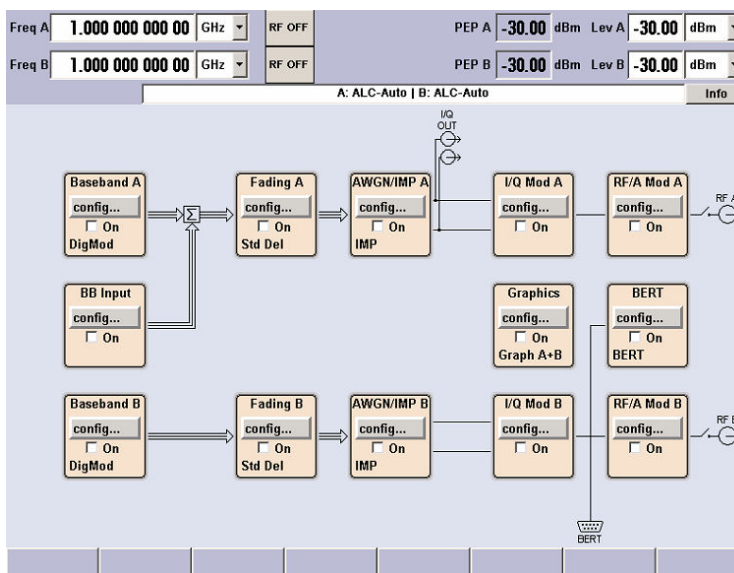 Freq A 1.000 000 000 00 GHz RF OFF PEP A -30.00 dBm Lev A -30.00 dBm
Freq B 1.000 000 000 00 GHz RF OFF PEP B -30.00 dBm Lev B -30.00 dBm
A: ALC-Auto | B: ALC-Auto Info
I/Q
OUT
Baseband A Fading A AWGN/IMP A I/Q Mod A RF/A Mod A
config... config... config... config... config...
RF A
Σ
On On On On On
DigMod Std Del IMP
BB Input Graphics BERT
config... config... config...
On On On
Graph A+B BERT
Baseband B Fading B AWGN/IMP B I/Q Mod B RF/A Mod B
config... config... config... config... config...
RF B
On On On On On
DigMod Std Del IMP
BERT